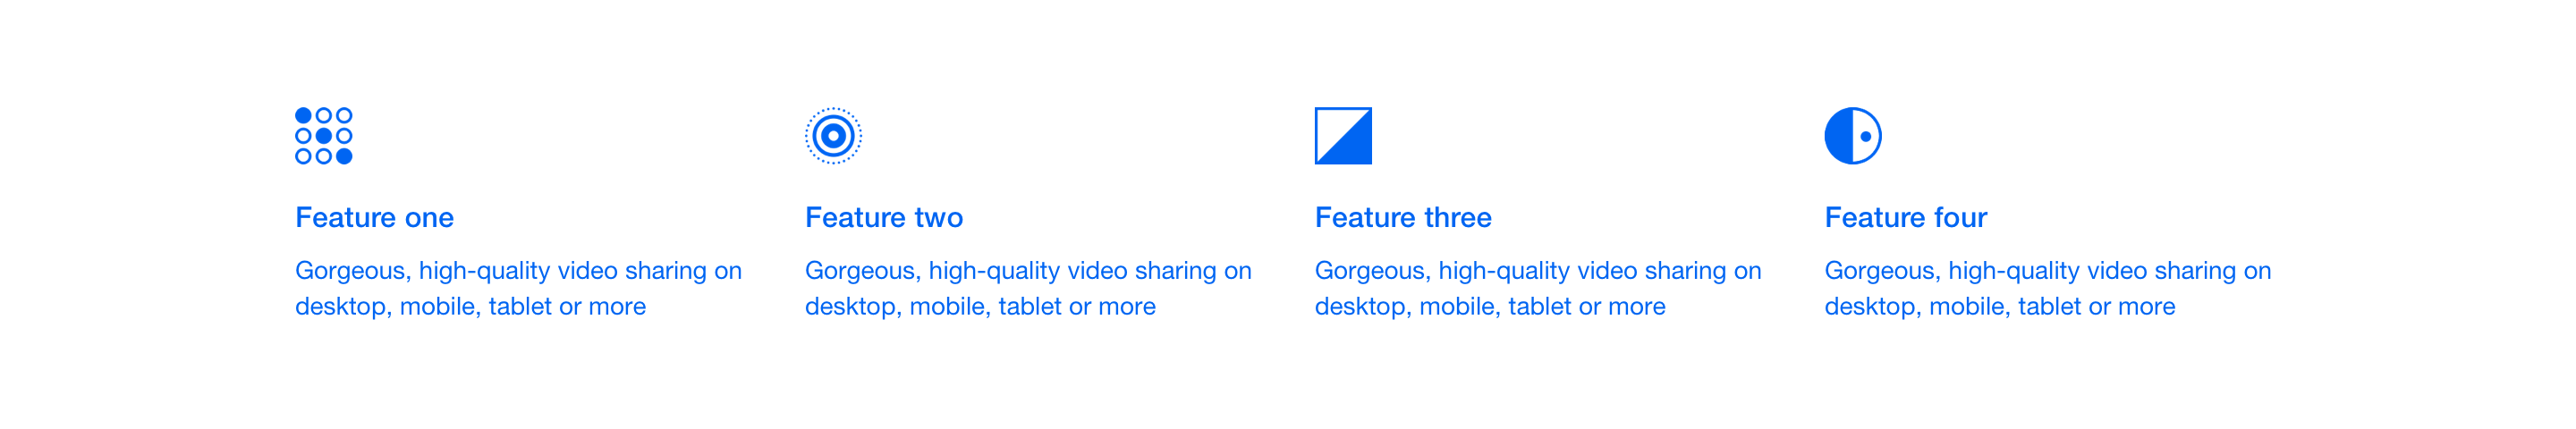 Feature one
Gorgeous, high-quality video sharing on
desktop, mobile, tablet or more
Feature two
Gorgeous, high-quality video sharing on
desktop, mobile, tablet or more
Feature three
Gorgeous, high-quality video sharing on
desktop, mobile, tablet or more
Feature four
Gorgeous, high-quality video sharing on
desktop, mobile, tablet or more